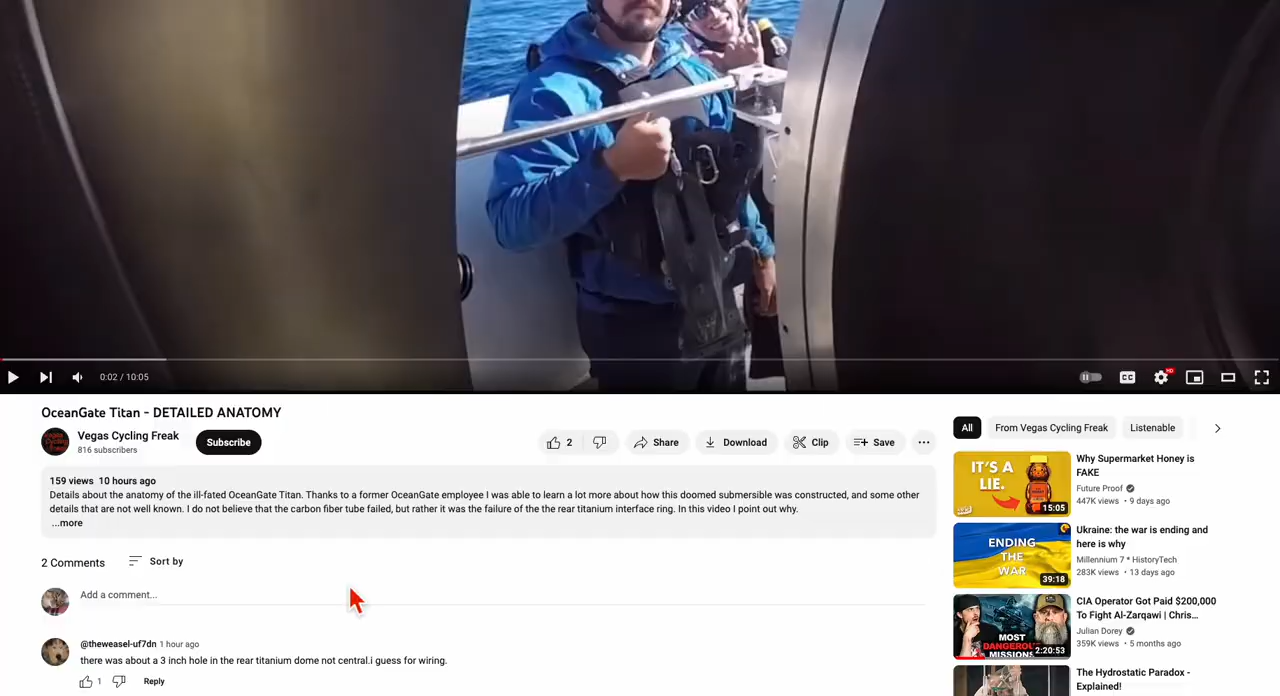 0:02 / 10:05
CC
HD
OceanGate Titan - DETAILED ANATOMY
Vegas Cycling Freak
816 subscribers
Subscribe
2
Share
Download
Clip
Save
159 views 10 hours ago
Details about the anatomy of the ill-fated OceanGate Titan. Thanks to a former OceanGate employee I was able to learn a lot more about how this doomed submersible was constructed, and some other
details that are not well known. I do not believe that the carbon fiber tube failed, but rather it was the failure of the the rear titanium interface ring. In this video I point out why.
...more
2 Comments
Sort by
Add a comment...
@theweasel-uf7dn 1 hour ago
there was about a 3 inch hole in the rear titanium dome not central.i guess for wiring.
1
Reply
All
From Vegas Cycling Freak
Listenable
IT'S A
LIE.
15:05
Why Supermarket Honey is
FAKE
Future Proof
447K views • 9 days ago
ENDING
THE
WAR
39:18
Ukraine: the war is ending and
here is why
Millennium 7 * HistoryTech
283K views • 13 days ago
MOST
DANGEROUS
MISSIONS
2:20:53
CIA Operator Got Paid $200,000
To Fight Al-Zarqawi | Chris...
Julian Dorey
359K views • 5 months ago
The Hydrostatic Paradox -
Explained!